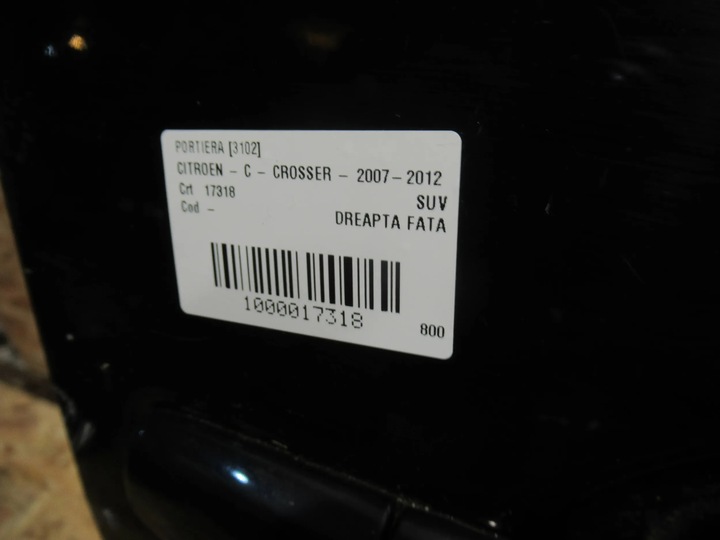 PORTIERA [3102]
CITROEN - C - CROSSER - 2007-2012
Crt 17318
SUV
Cod -
DREAPTA FATA
1000017318
800